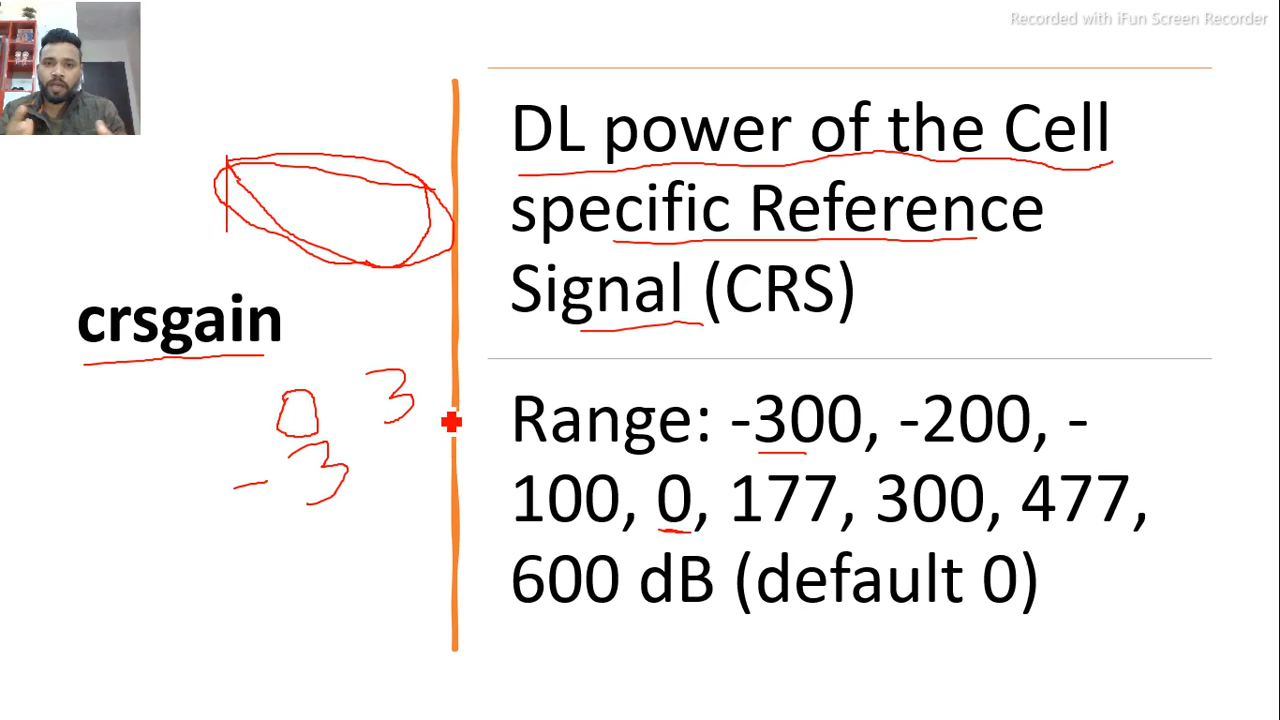 Recorded with iFun Screen Recorder
DL power of the Cell
specific Reference
Signal (CRS)
crsgain
0 3
- 3
Range: -300, -200, -
100, 0, 177, 300, 477,
600 dB (default 0)